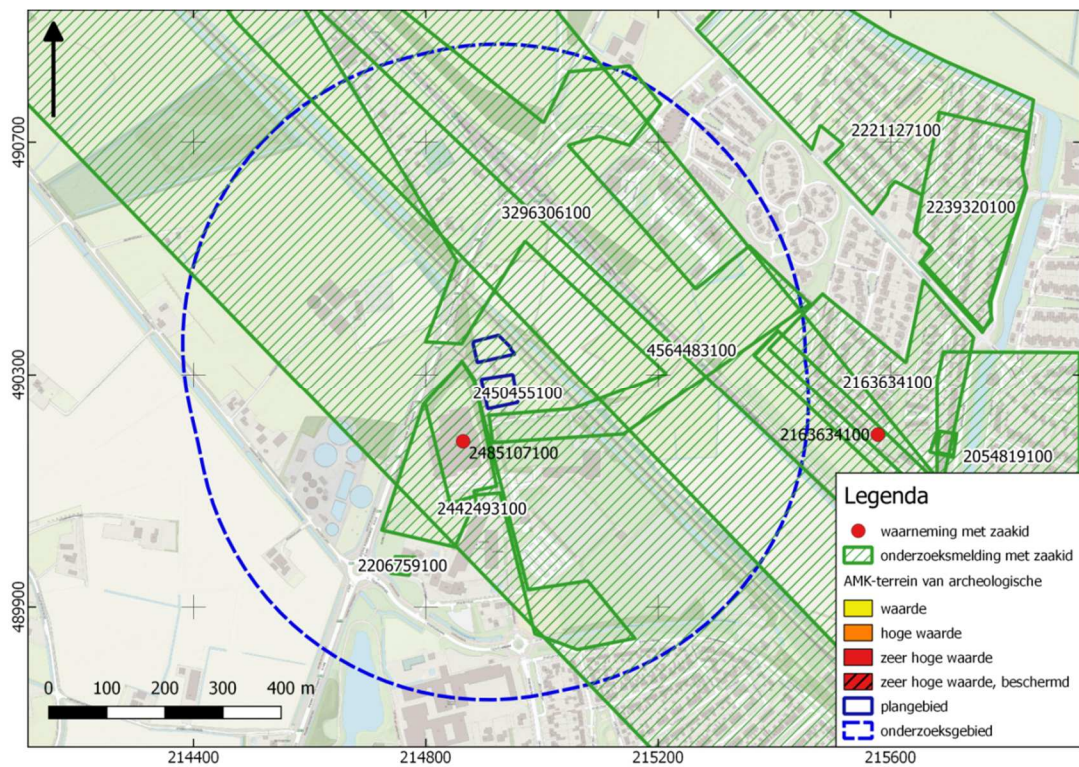 490700
490300
489900
2221127100
2239320100
3296306100
4564483100
2163634100
2450455100
2163634100
2485107100
2054819100
2442493100
2206759100
Legenda
waarneming met zaakid
onderzoeksmelding met zaakid
AMK-terrein van archeologische
waarde
hoge waarde
zeer hoge waarde
zeer hoge waarde, beschermd
plangebied
onderzoeksgebied
0 100 200 300 400 m
214400 214800 215200 215600